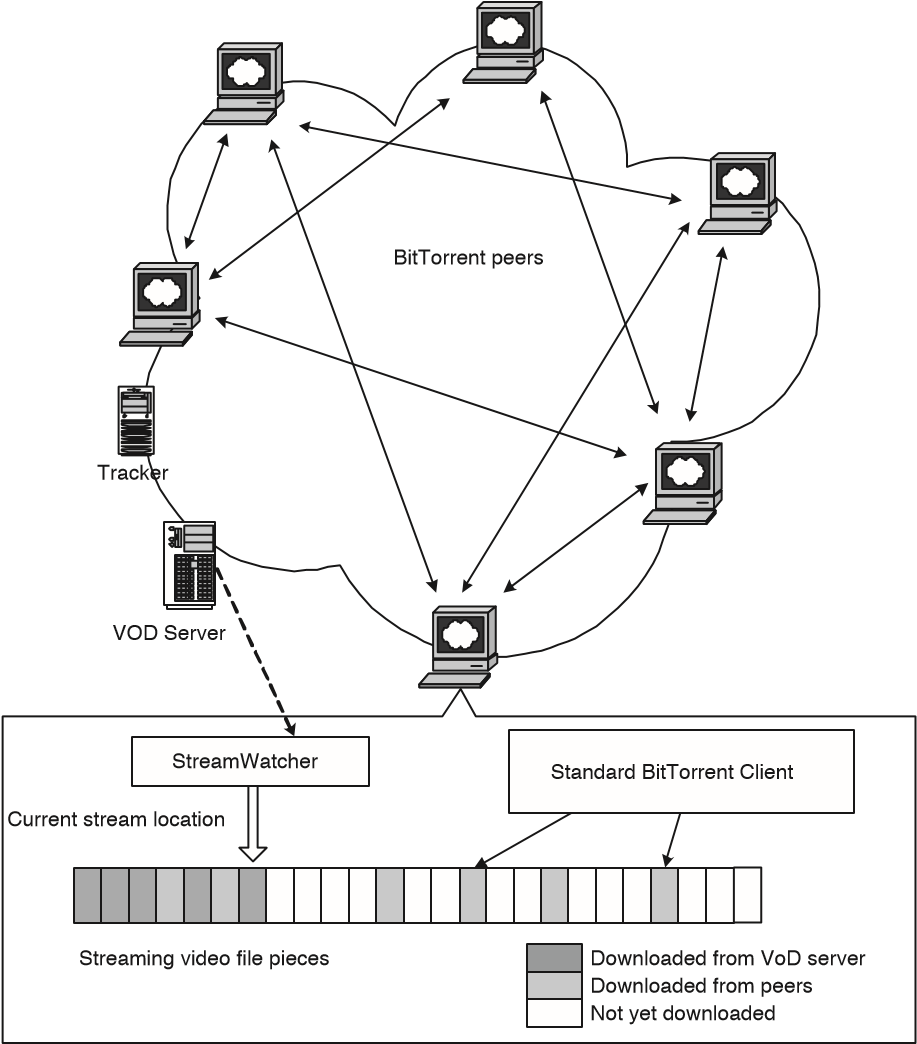 BitTorrent peers
Tracker
VOD Server
StreamWatcher
Standard BitTorrent Client
Current stream location
Streaming video file pieces
Downloaded from VoD server
Downloaded from peers
Not yet downloaded